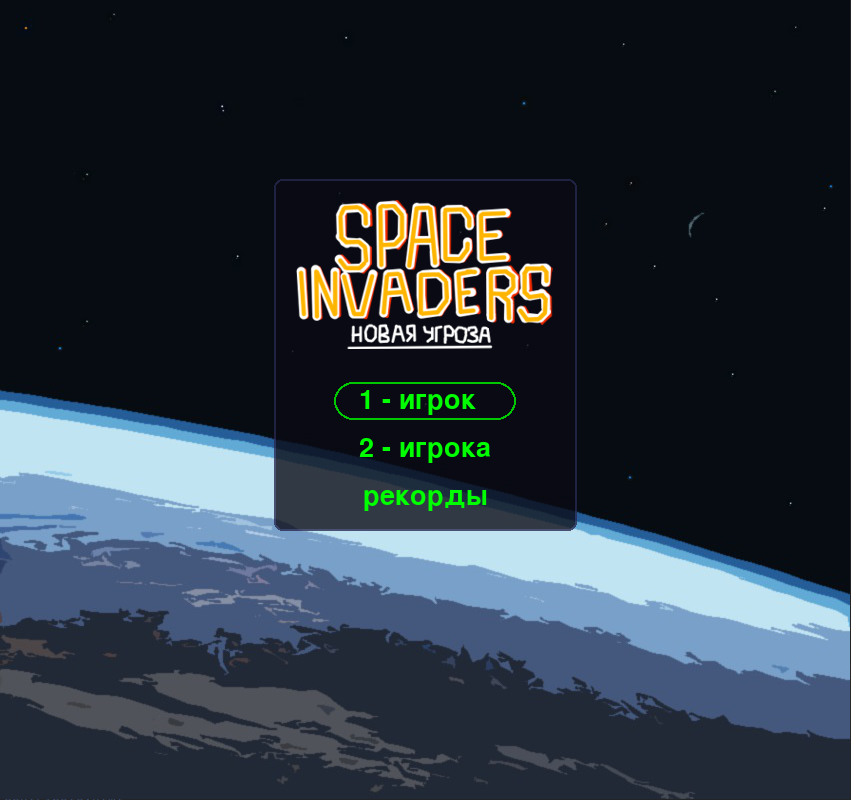 SPACE
INVADERS
НОВАЯ УГРОЗА
1 - игрок
2 - игрока
рекорды